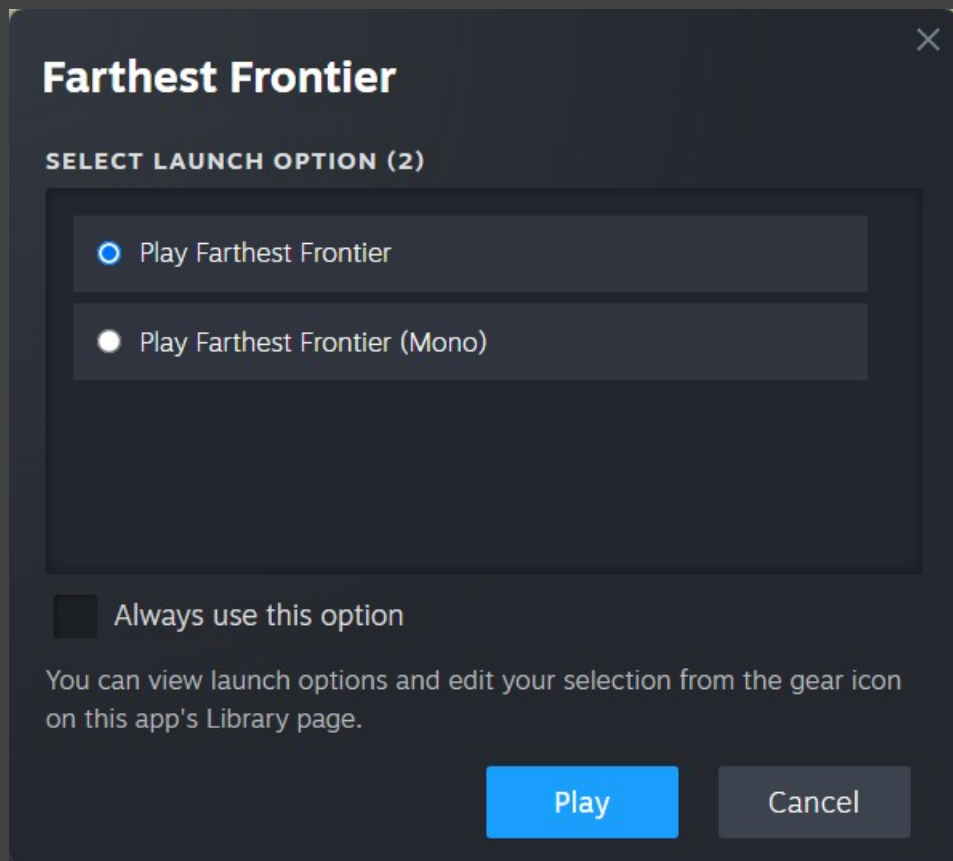 Farthest Frontier
SELECT LAUNCH OPTION (2)
Play Farthest Frontier
Play Farthest Frontier (Mono)
Always use this option
You can view launch options and edit your selection from the gear icon
on this app's Library page.
Play
Cancel